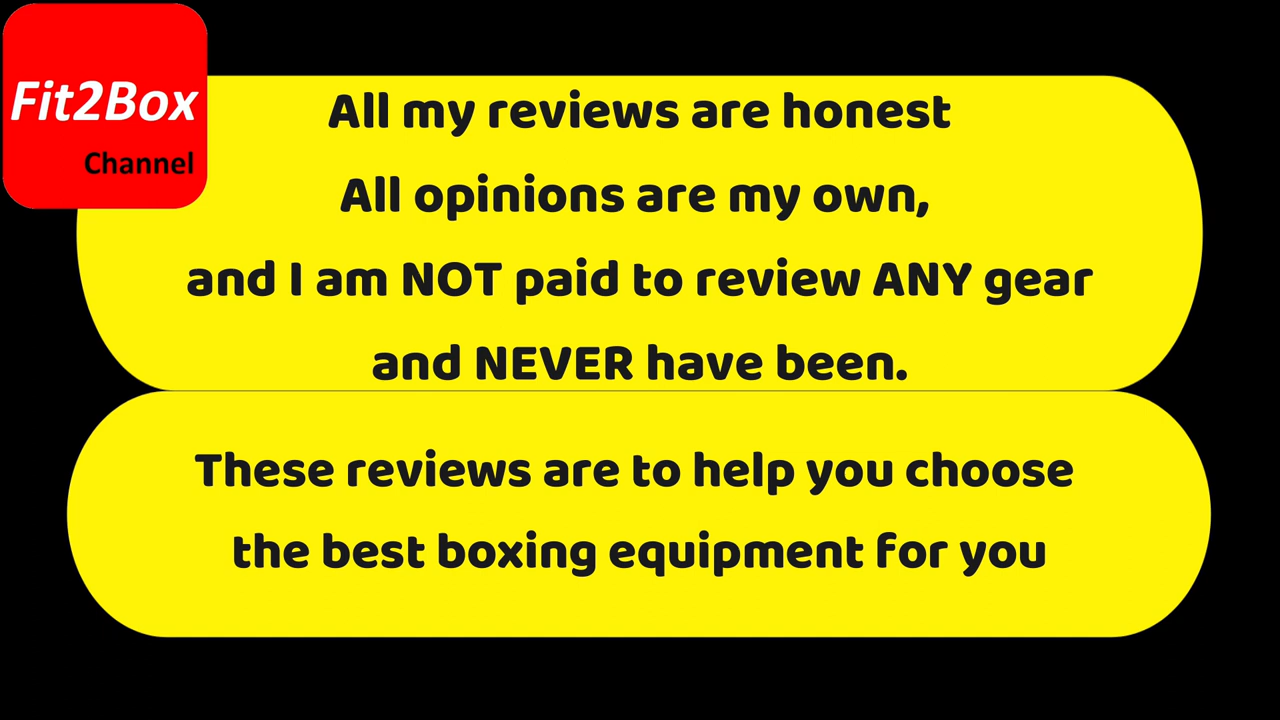 Fit2Box
Channel
All my reviews are honest
All opinions are my own,
and I am NOT paid to review ANY gear
and NEVER have been.
These reviews are to help you choose
the best boxing equipment for you